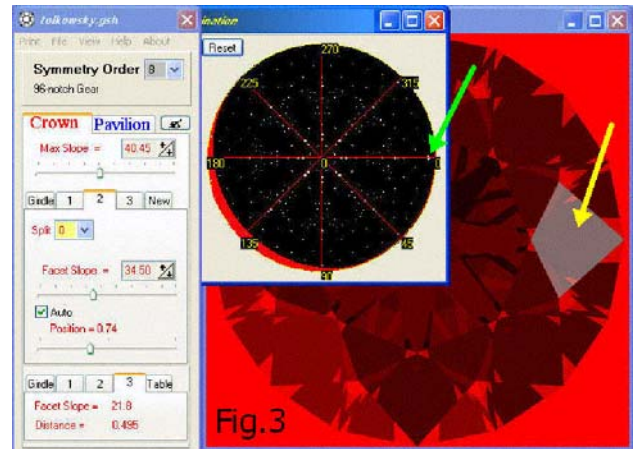 tolkowsky.gsh
Print File View Help About
Symmetry Order 8
96-notch Gear
Crown Pavilion
Max Slope = 40.45
Girdle 1 2 3 New
Split 0
Facet Slope = 34.50
Auto
Position = 0.74
Girdle 1 2 3 Table
Facet Slope = 21.8
Distance = 0.495
ination
Reset
270
225 315
180 0 0
135 45
90
Fig.3